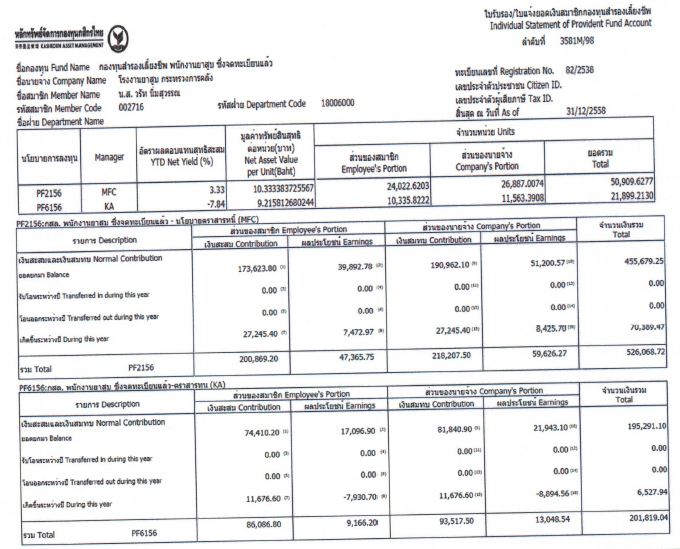 ใบรับรอง/ใบแจ้งยอดเงินสมาชิกกองทุนสำรองเลี้ยงชีพ
Individual Statement of Provident Fund Account
หลักทรัพย์จัดการกองทุนกสิกรไทย
KASIKORN ASSET MANAGEMENT
ลำดับที่ 3581M/98
ชื่อกองทุน Fund Name กองทุนสำรองเลี้ยงชีพ พนักงานยาสูบ ซึ่งจดทะเบียนแล้ว
ทะเบียนเลขที่ Registration No. 82/2538
ชื่อนายจ้าง Company Name โรงงานยาสูบ กระทรวงการคลัง
เลขประจำตัวประชาชน Citizen ID.
ชื่อสมาชิก Member Name น.ส. วริท นิ่มสุวรรณ
เลขประจำตัวผู้เสียภาษี Tax ID.
รหัสสมาชิก Member Code 002716 รหัสฝ่าย Department Code 18006000
สิ้นสุด ณ วันที่ As of 31/12/2558
ชื่อฝ่าย Department Name
นโยบายการลงทุน Manager อัตราผลตอบแทนสุทธิสะสม YTD Net Yield (%) มูลค่าทรัพย์สินสุทธิ ต่อหน่วย(บาท) Net Asset Value per Unit(Baht) จำนวนหน่วย Units
ส่วนของสมาชิก Employee's Portion ส่วนของนายจ้าง Company's Portion ยอดรวม Total
PF2156 MFC 3.33 10.333383725567 24,022.6203 26,887.0074 50,909.6277
PF6156 KA -7.84 9.215812680244 10,335.8222 11,563.3908 21,899.2130
PF2156:กสล. พนักงานยาสูบ ซึ่งจดทะเบียนแล้ว - นโยบายตราสารหนี้ (MFC)
รายการ Description ส่วนของสมาชิก Employee's Portion ส่วนของนายจ้าง Company's Portion จำนวนเงินรวม Total
เงินสะสม Contribution ผลประโยชน์ Earnings เงินสมทบ Contribution ผลประโยชน์ Earnings
เงินสะสมและเงินสมทบ Normal Contribution
ยอดยกมา Balance 173,623.80 (1) 39,892.78 (2) 190,962.10 (9) 51,200.57 (10) 455,679.25
รับโอนระหว่างปี Transferred in during this year 0.00 (3) 0.00 (4) 0.00 (11) 0.00 (12) 0.00
โอนออกระหว่างปี Transferred out during this year 0.00 (5) 0.00 (6) 0.00 (13) 0.00 (14) 0.00
เกิดขึ้นระหว่างปี During this year 27,245.40 (7) 7,472.97 (8) 27,245.40 (15) 8,425.70 (16) 70,389.47
รวม Total PF2156 200,869.20 47,365.75 218,207.50 59,626.27 526,068.72
PF6156:กสล. พนักงานยาสูบ ซึ่งจดทะเบียนแล้ว-ตราสารทุน (KA)
รายการ Description ส่วนของสมาชิก Employee's Portion ส่วนของนายจ้าง Company's Portion จำนวนเงินรวม Total
เงินสะสม Contribution ผลประโยชน์ Earnings เงินสมทบ Contribution ผลประโยชน์ Earnings
เงินสะสมและเงินสมทบ Normal Contribution
ยอดยกมา Balance 74,410.20 (1) 17,096.90 (2) 81,840.90 (9) 21,943.10 (10) 195,291.10
รับโอนระหว่างปี Transferred in during this year 0.00 (3) 0.00 (4) 0.00 (11) 0.00 (12) 0.00
โอนออกระหว่างปี Transferred out during this year 0.00 (5) 0.00 (6) 0.00 (13) 0.00 (14) 0.00
เกิดขึ้นระหว่างปี During this year 11,676.60 (7) -7,930.70 (8) 11,676.60 (15) -8,894.56 (16) 6,527.94
รวม Total PF6156 86,086.80 9,166.20 93,517.50 13,048.54 201,819.04